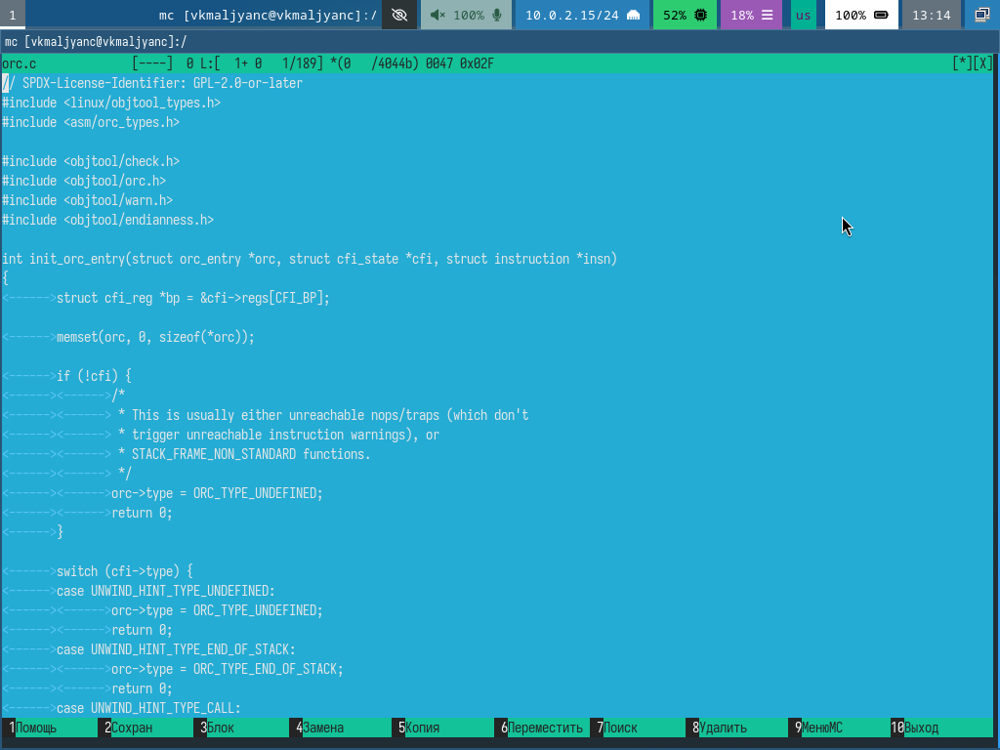 1 mc [vkmaljyanc@vkmaljyanc]:/ 100% 10.0.2.15/24 52% 18% us 100% 13:14
mc [vkmaljyanc@vkmaljyanc]:/
orc.c [----] 0 L:[ 1+ 0 1/189] *(0 /4044b) 0047 0x02F [*][X]
// SPDX-License-Identifier: GPL-2.0-or-later
#include <linux/objtool_types.h>
#include <asm/orc_types.h>
#include <objtool/check.h>
#include <objtool/orc.h>
#include <objtool/warn.h>
#include <objtool/endianness.h>
int init_orc_entry(struct orc_entry *orc, struct cfi_state *cfi, struct instruction *insn)
{
<------>struct cfi_reg *bp = &cfi->regs[CFI_BP];
<------>memset(orc, 0, sizeof(*orc));
<------>if (!cfi) {
<------><------>/*
<------><------> * This is usually either unreachable nops/traps (which don't
<------><------> * trigger unreachable instruction warnings), or
<------><------> * STACK_FRAME_NON_STANDARD functions.
<------><------> */
<------><------>orc->type = ORC_TYPE_UNDEFINED;
<------><------>return 0;
<------>}
<------>switch (cfi->type) {
<------>case UNWIND_HINT_TYPE_UNDEFINED:
<------><------>orc->type = ORC_TYPE_UNDEFINED;
<------><------>return 0;
<------>case UNWIND_HINT_TYPE_END_OF_STACK:
<------><------>orc->type = ORC_TYPE_END_OF_STACK;
<------><------>return 0;
<------>case UNWIND_HINT_TYPE_CALL:
1Помощь 2Сохран 3Блок 4Замена 5Копия 6Переместить 7Поиск 8Удалить 9МенюMC 10Выход